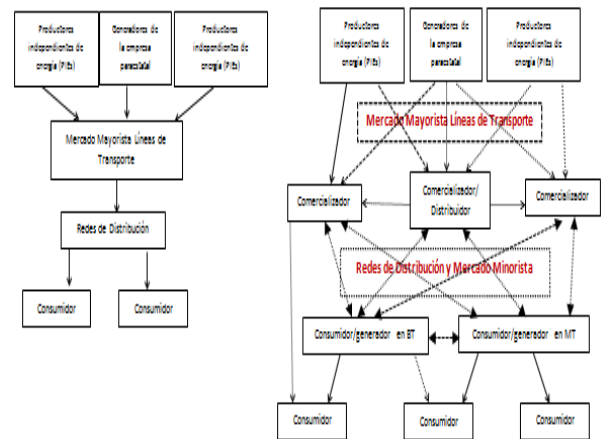 Productores
independientes de
energía (PIEs)
Generadores de
la empresa
paraestatal
Productores
independientes de
energía (PIEs)
Mercado Mayorista Líneas de
Transporte
Redes de Distribución
Consumidor
Consumidor
Productores
independientes de
energía (PIEs)
Generadores de
la empresa
paraestatal
Productores
independientes de
energía (PIEs)
Mercado Mayorista Líneas de Transporte
Comercializador
Comercializador/
Distribuidor
Comercializador
Redes de Distribución y Mercado Minorista
Consumidor/generador en BT
Consumidor/generador en MT
Consumidor
Consumidor
Consumidor